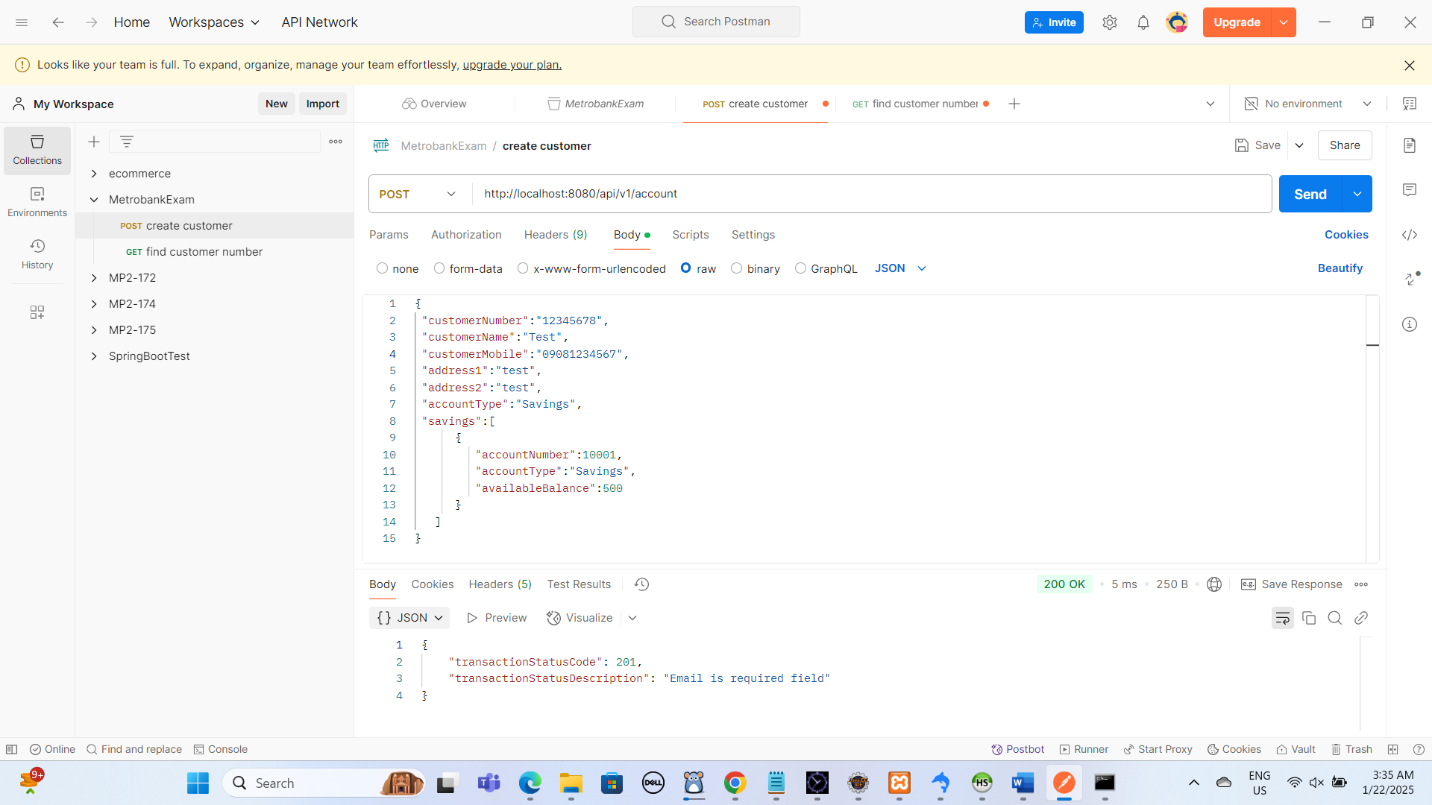 Home
Workspaces
API Network
Search Postman
Invite
Upgrade
Looks like your team is full. To expand, organize, manage your team effortlessly, upgrade your plan.
My Workspace
New
Import
Overview
MetrobankExam
POST create customer
GET find customer number
No environment
Collections
Environments
History
ecommerce
MetrobankExam
POST create customer
GET find customer number
MP2-172
MP2-174
MP2-175
SpringBootTest
HTTP MetrobankExam / create customer
Save
Share
POST http://localhost:8080/api/v1/account
Send
Params Authorization Headers (9) Body Scripts Settings
Cookies
none form-data x-www-form-urlencoded raw binary GraphQL JSON
Beautify
1 {
2 "customerNumber":"12345678",
3 "customerName":"Test",
4 "customerMobile":"09081234567",
5 "address1":"test",
6 "address2":"test",
7 "accountType":"Savings",
8 "savings":[
9 {
10 "accountNumber":10001,
11 "accountType":"Savings",
12 "availableBalance":500
13 }
14 ]
15 }
Body Cookies Headers (5) Test Results
200 OK • 5 ms • 250 B
e.g. Save Response
{} JSON Preview Visualize
1 {
2 "transactionStatusCode": 201,
3 "transactionStatusDescription": "Email is required field"
4 }
Online Find and replace Console
Postbot Runner Start Proxy Cookies Vault Trash
9+
Search
DELL
HS
W
ENG
US
3:35 AM
1/22/2025